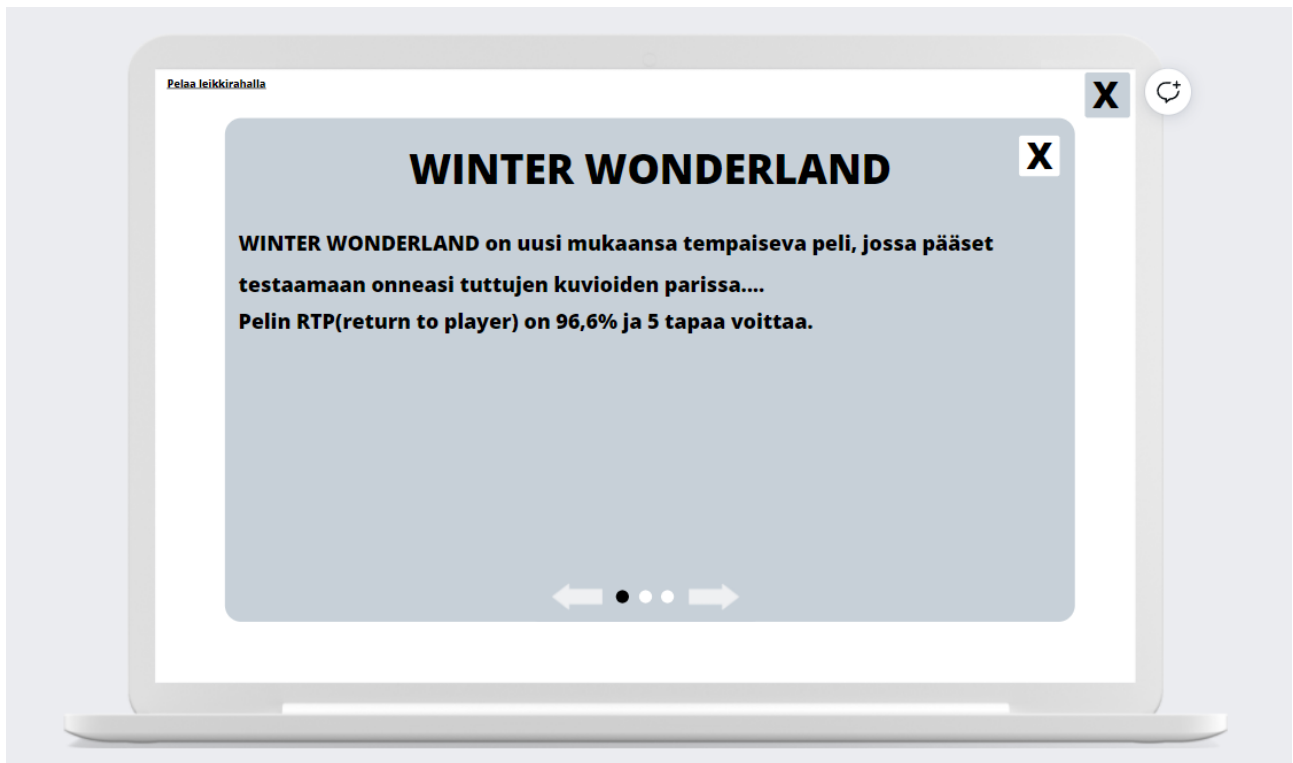 Pelaa leikkirahalla
X
X
WINTER WONDERLAND
WINTER WONDERLAND on uusi mukaansa tempaiseva peli, jossa pääset
testaamaan onneasi tuttujen kuvioiden parissa....
Pelin RTP(return to player) on 96,6% ja 5 tapaa voittaa.